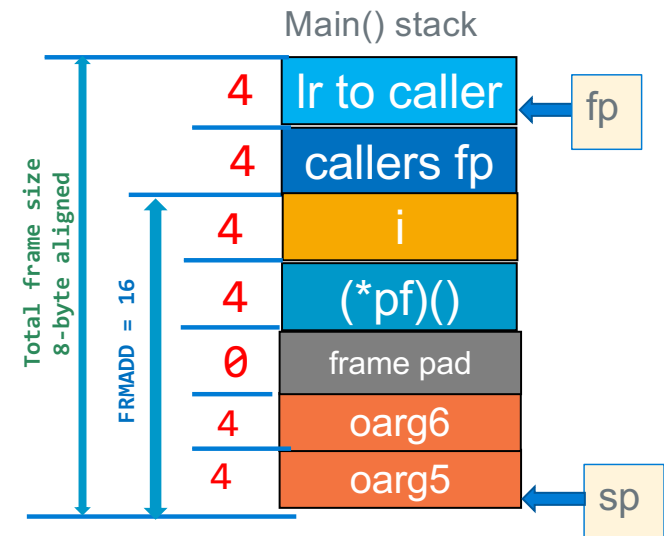 Main() stack
4
lr to caller
fp
4
callers fp
4
i
4
(*pf)()
0
frame pad
4
oarg6
4
oarg5
sp
Total frame size
8-byte aligned
FRMADD = 16